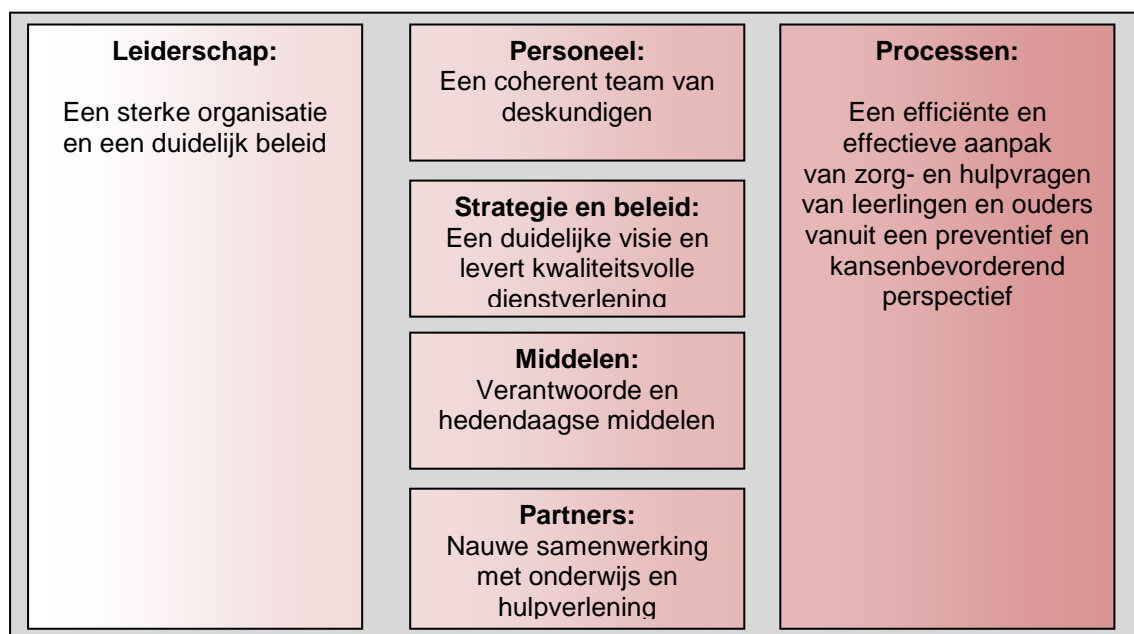 Leiderschap:
Een sterke organisatie
en een duidelijk beleid
Personeel:
Een coherent team van
deskundigen
Strategie en beleid:
Een duidelijke visie en
levert kwaliteitsvolle
dienstverlening
Middelen:
Verantwoorde en
hedendaagse middelen
Partners:
Nauwe samenwerking
met onderwijs en
hulpverlening
Processen:
Een efficiënte en
effectieve aanpak
van zorg- en hulpvragen
van leerlingen en ouders
vanuit een preventief en
kansenbevorderend
perspectief